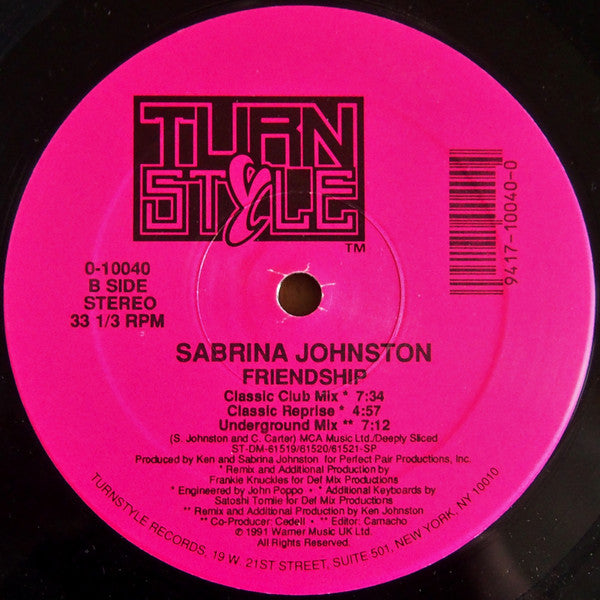 TURN
STYLE
TM
0-10040
B SIDE
STEREO
33 1/3 RPM
9417-10040-0
SABRINA JOHNSTON
FRIENDSHIP
Classic Club Mix * 7:34
Classic Reprise * 4:57
Underground Mix ** 7:12
(S. Johnston and C. Carter) MCA Music Ltd./Deeply Sliced
ST-DM-61519/61520/61521-SP
Produced by Ken and Sabrina Johnston for Perfect Pair Productions, Inc.
* Remix and Additional Production by
Frankie Knuckles for Def Mix Productions
* Engineered by John Poppo • * Additional Keyboards by
Satoshi Tomiie for Def Mix Productions
** Remix and Additional Production by Ken Johnston
** Co-Producer: Cedell • ** Editor: Camacho
℗ 1991 Warner Music UK Ltd.
All Rights Reserved.
TURNSTYLE RECORDS, 19 W. 21ST STREET, SUITE 501, NEW YORK, NY 10010